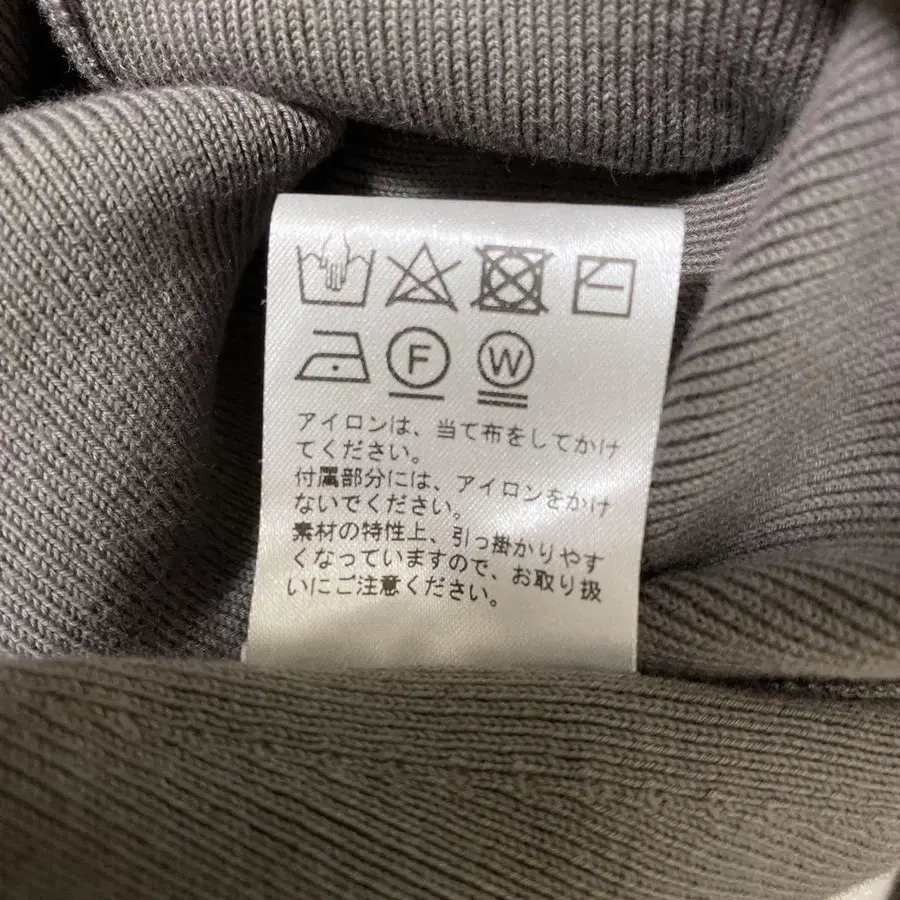 F W
アイロンは、当て布をしてかけ
てください。
付属部分には、アイロンをかけ
ないでください。
素材の特性上、引っ掛かりやす
くなっていますので、お取り扱
いにご注意ください。